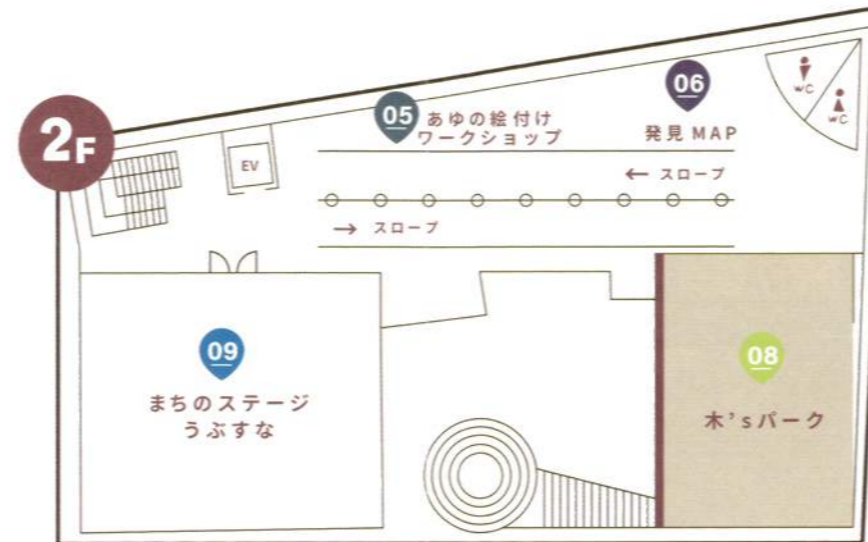 2F
05
あゆの絵付け
ワークショップ
06
発見 MAP
WC
WC
EV
← スロープ
→ スロープ
09
まちのステージ
うぶすな
08
木’sパーク